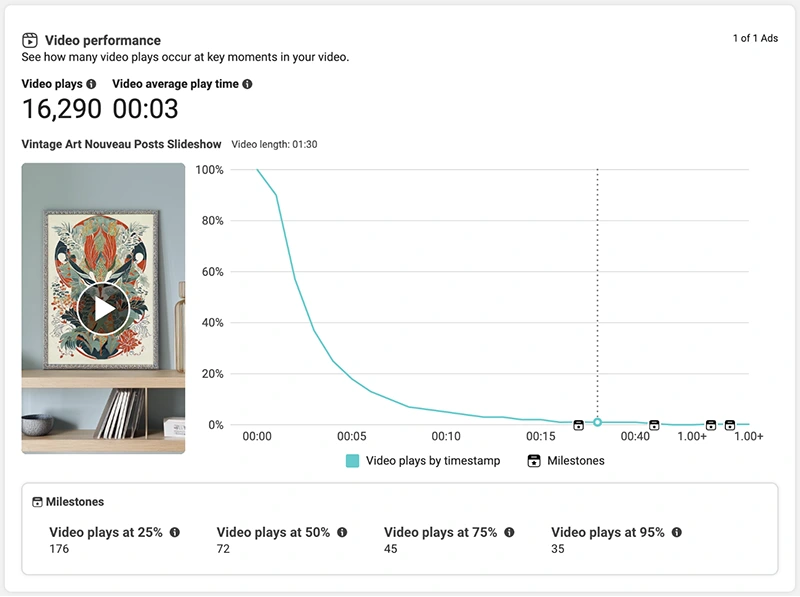 Video performance
1 of 1 Ads
See how many video plays occur at key moments in your video.
Video plays Video average play time
16,290 00:03
Vintage Art Nouveau Posts Slideshow Video length: 01:30
100%
80%
60%
40%
20%
0%
00:00 00:05 00:10 00:15 00:40 1.00+ 1.00+
Video plays by timestamp Milestones
Milestones
Video plays at 25% Video plays at 50% Video plays at 75% Video plays at 95%
176 72 45 35